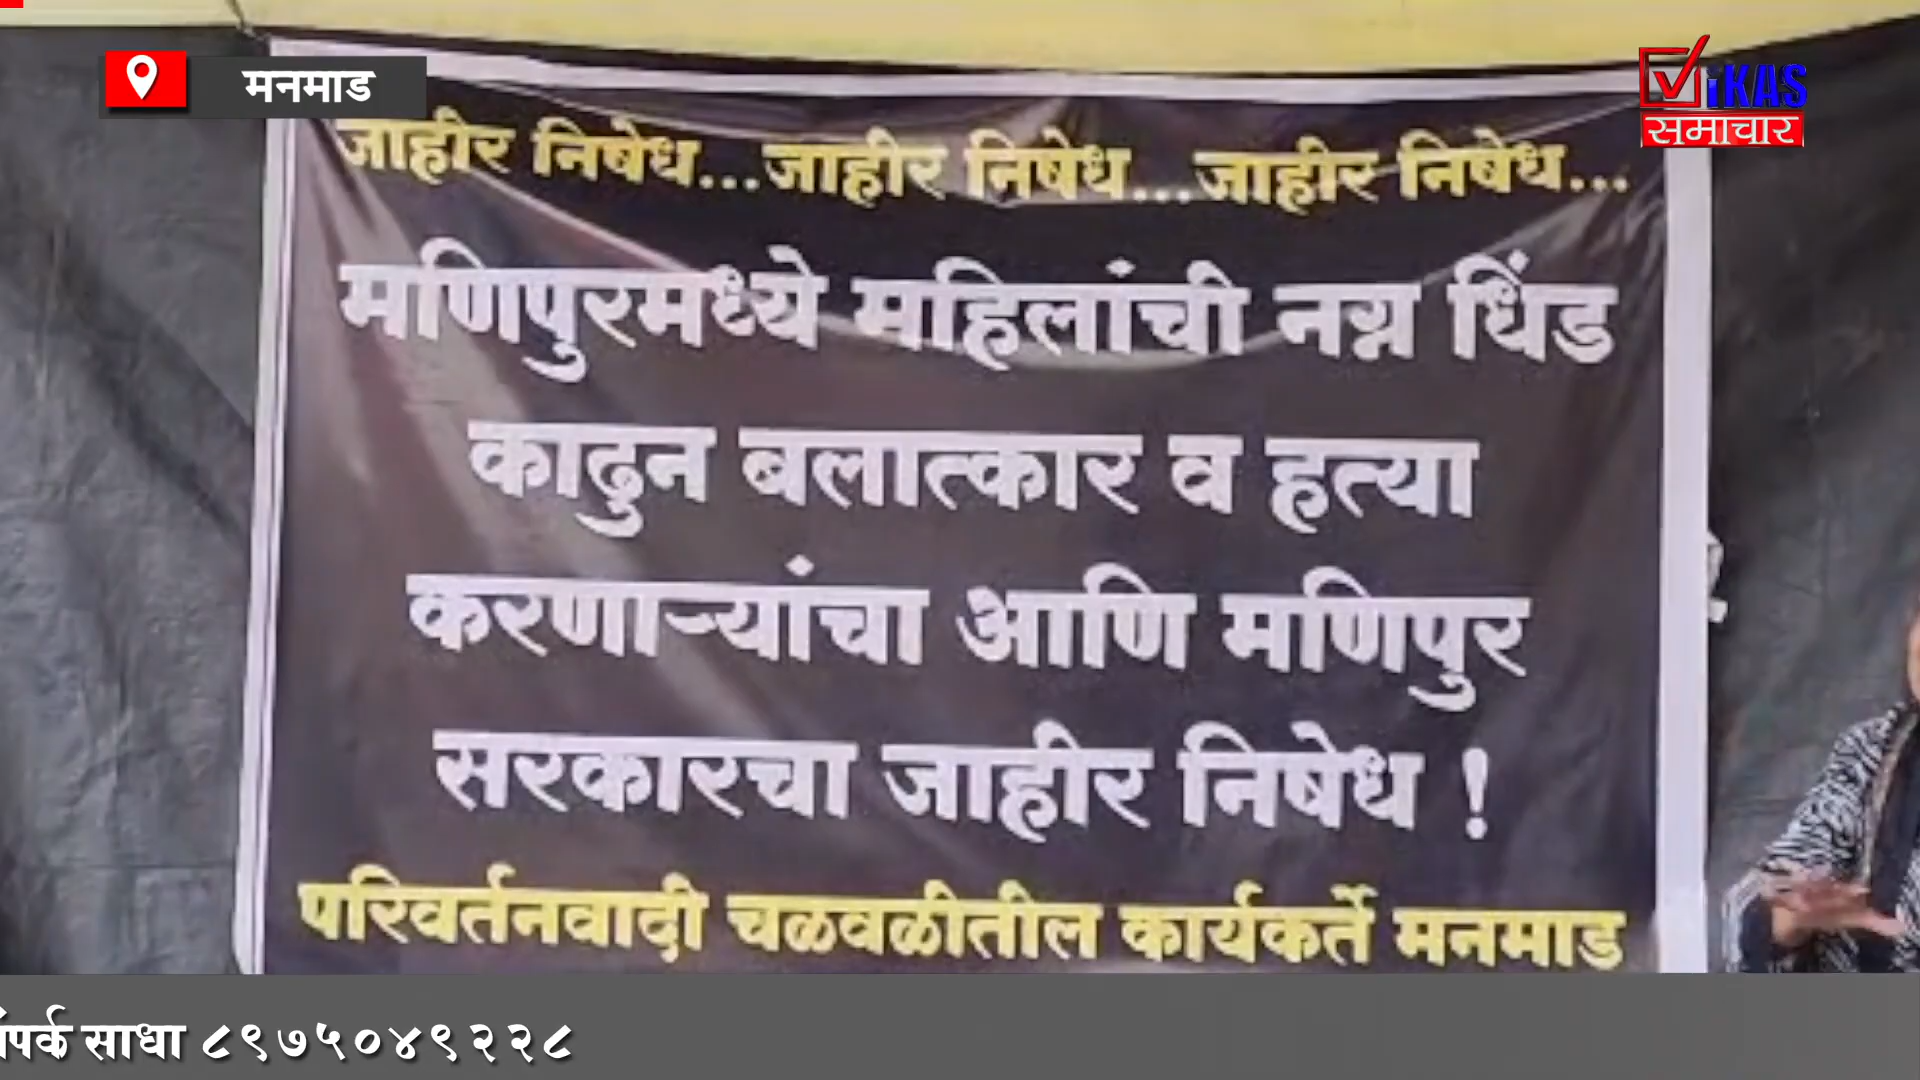 मनमाड
ViKAS
समाचार
जाहीर निषेध...जाहीर निषेध...जाहीर निषेध...
मणिपुरमध्ये महिलांची नग्न धिंड
काढुन बलात्कार व हत्या
करणाऱ्यांचा आणि मणिपुर
सरकारचा जाहीर निषेध !
परिवर्तनवादी चळवळीतील कार्यकर्ते मनमाड
साधा ८९७५०४९२२८